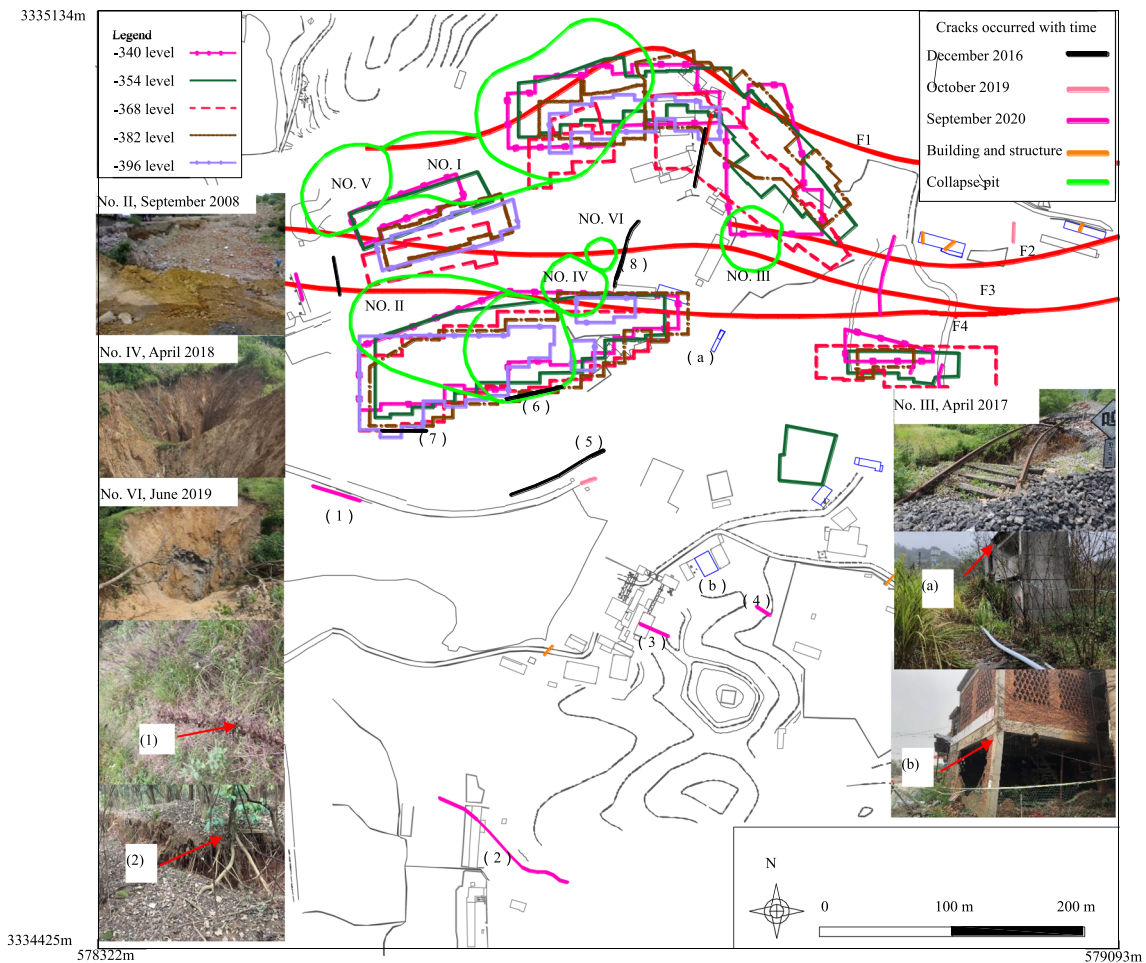 3335134m
Legend
-340 level
-354 level
-368 level
-382 level
-396 level
Cracks occurred with time
December 2016
October 2019
September 2020
Building and structure
Collapse pit
F1
NO. I
NO. V
No. II, September 2008
NO. VI
( 8 )
NO. IV
NO. III
F2
F3
NO. II
F4
No. IV, April 2018
( a )
( 6 )
No. III, April 2017
( 7 )
( 5 )
No. VI, June 2019
( 1 )
( b )
(a)
( 4 )
( 3 )
(1)
(b)
(2)
( 2 )
N
0
100 m
200 m
3334425m
578322m
579093m